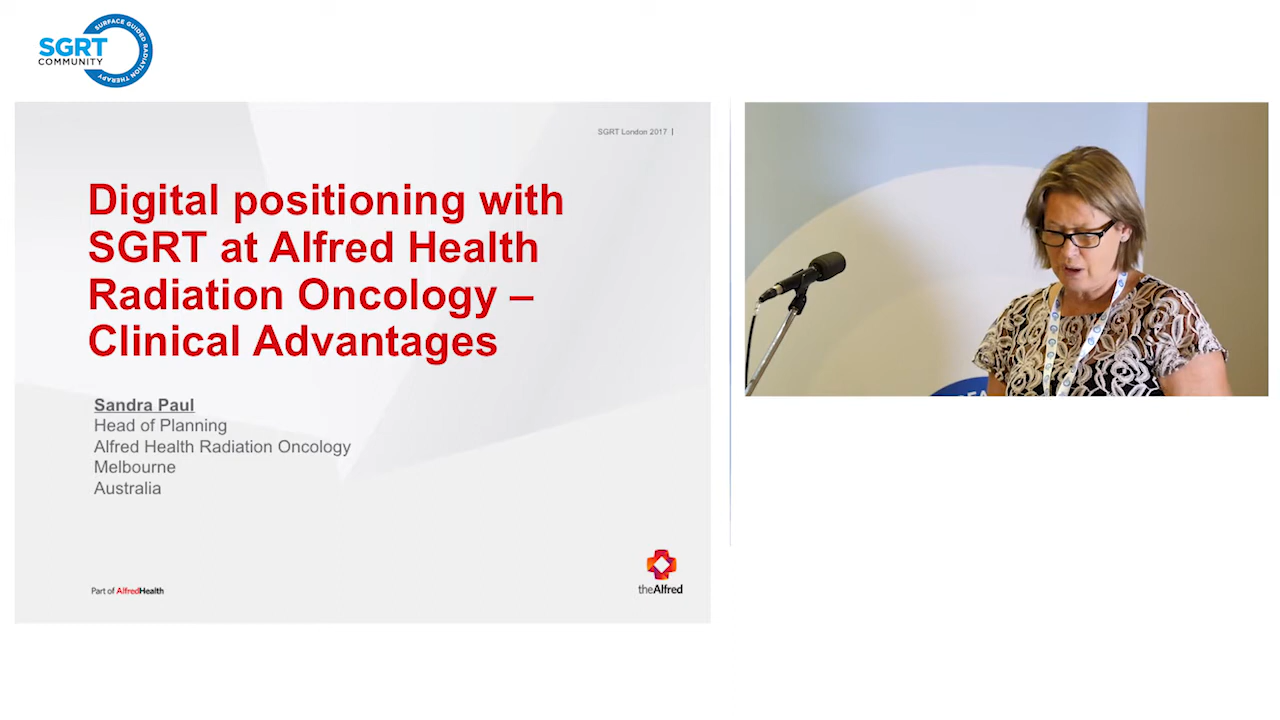 SURFACE GUIDED RADIATION THERAPY
SGRT
COMMUNITY
SGRT London 2017 |
Digital positioning with
SGRT at Alfred Health
Radiation Oncology –
Clinical Advantages
Sandra Paul
Head of Planning
Alfred Health Radiation Oncology
Melbourne
Australia
Part of AlfredHealth
theAlfred